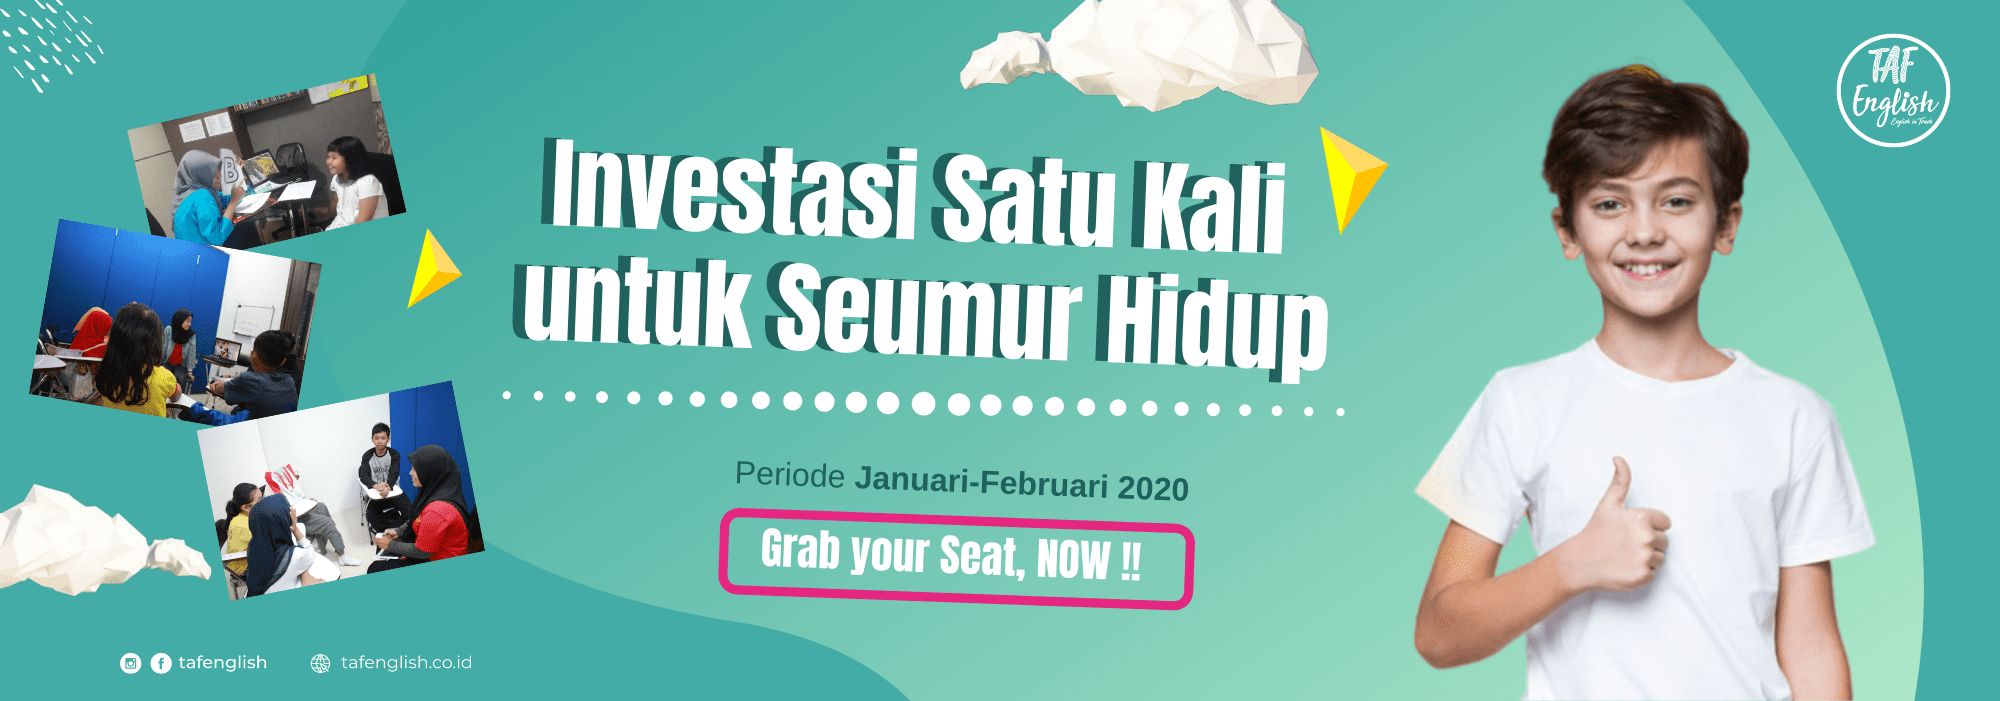 TAF
English
English in Track
Investasi Satu Kali
untuk Seumur Hidup
Periode Januari-Februari 2020
Grab your Seat, NOW !!
B
tafenglish
tafenglish.co.id